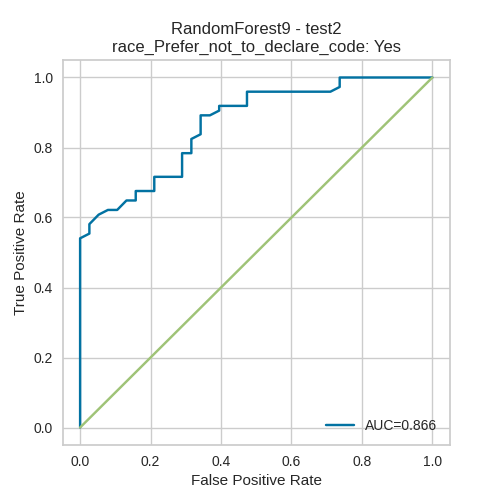 RandomForest9 - test2
race_Prefer_not_to_declare_code: Yes
1.0
0.8
0.6
0.4
0.2
0.0
True Positive Rate
AUC=0.866
0.0 0.2 0.4 0.6 0.8 1.0
False Positive Rate